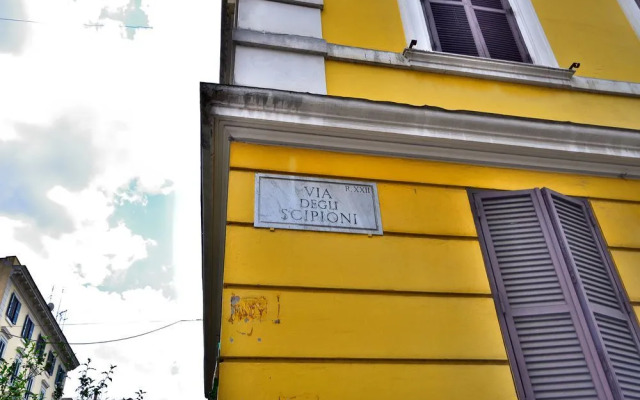 VIA R. XXII
DEGLI
SCIPIONI